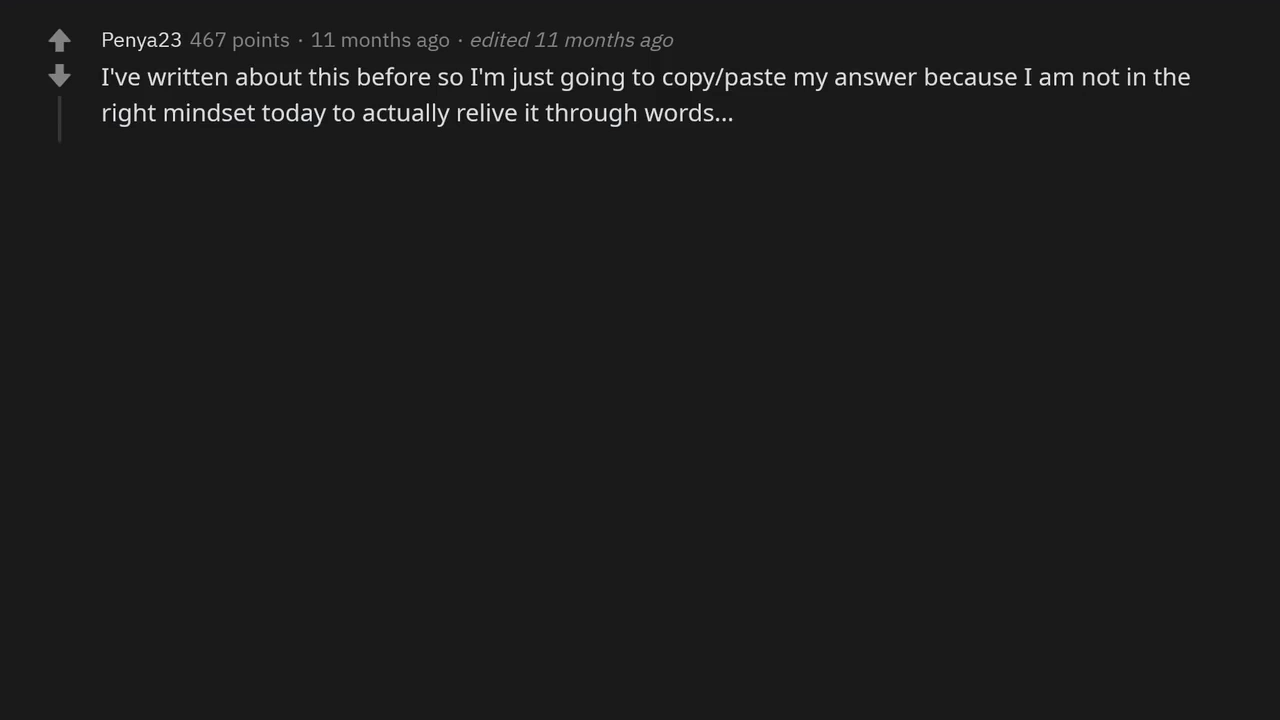 Penya23 467 points · 11 months ago · edited 11 months ago
I've written about this before so I'm just going to copy/paste my answer because I am not in the
right mindset today to actually relive it through words...